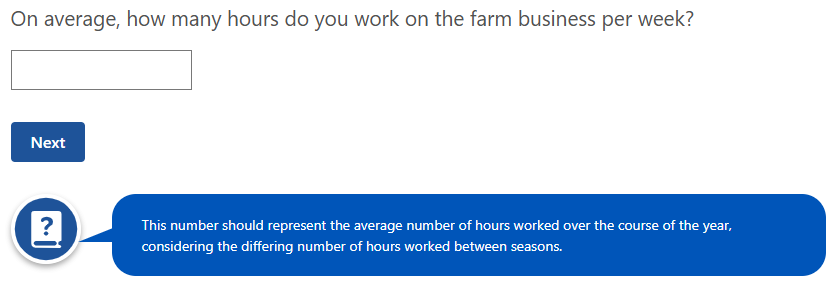 On average, how many hours do you work on the farm business per week?
Next
?
This number should represent the average number of hours worked over the course of the year,
considering the differing number of hours worked between seasons.